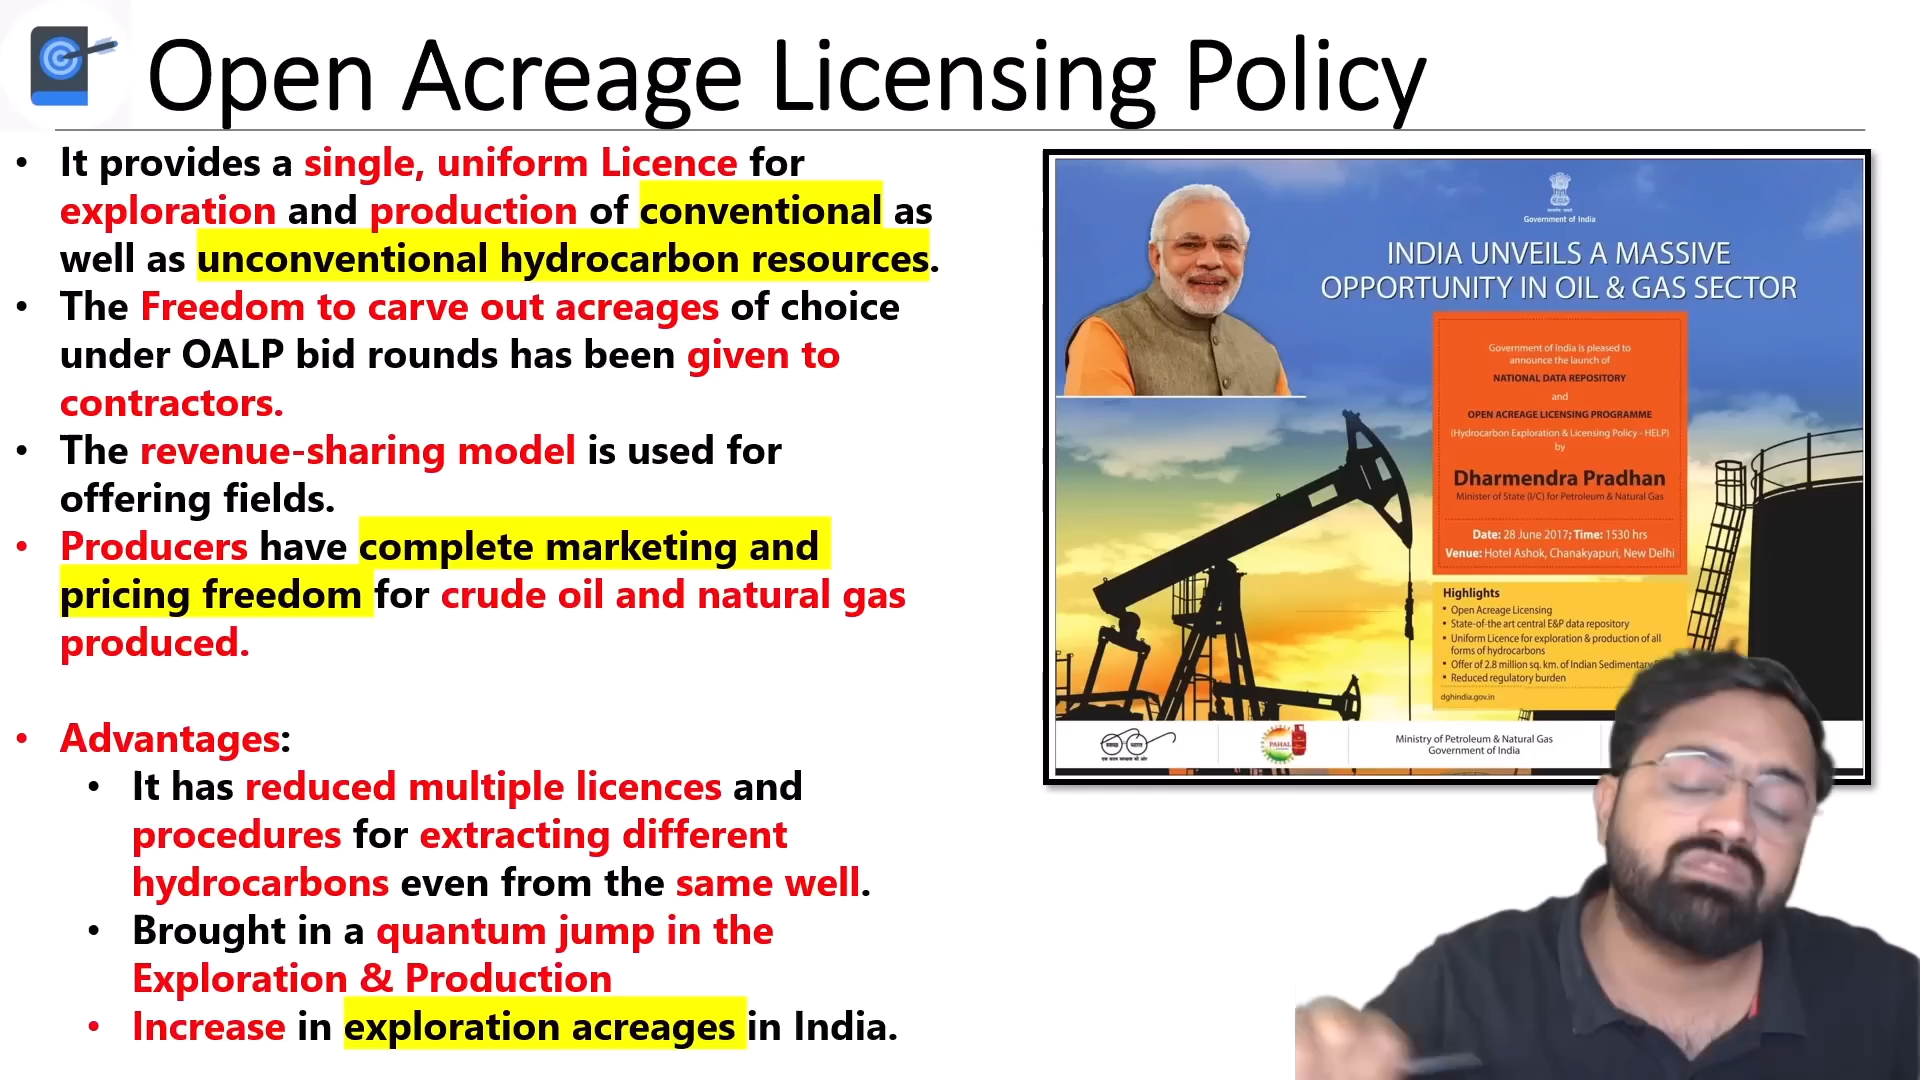 Open Acreage Licensing Policy
• It provides a single, uniform Licence for
exploration and production of conventional as
well as unconventional hydrocarbon resources.
• The Freedom to carve out acreages of choice
under OALP bid rounds has been given to
contractors.
• The revenue-sharing model is used for
offering fields.
• Producers have complete marketing and
pricing freedom for crude oil and natural gas
produced.
• Advantages:
• It has reduced multiple licences and
procedures for extracting different
hydrocarbons even from the same well.
• Brought in a quantum jump in the
Exploration & Production
• Increase in exploration acreages in India.
Government of India
INDIA UNVEILS A MASSIVE
OPPORTUNITY IN OIL & GAS SECTOR
Government of India is pleased to
announce the launch of
NATIONAL DATA REPOSITORY
and
OPEN ACREAGE LICENSING PROGRAMME
(Hydrocarbon Exploration & Licensing Policy - HELP)
by
Dharmendra Pradhan
Minister of State (I/C) for Petroleum & Natural Gas
Date: 28 June 2017; Time: 1530 hrs
Venue: Hotel Ashok, Chanakyapuri, New Delhi
Highlights
• Open Acreage Licensing
• State-of-the art central E&P data repository
• Uniform Licence for exploration & production of all
forms of hydrocarbons
• Offer of 2.8 million sq. km. of Indian Sedimentary
• Reduced regulatory burden
dghindia.gov.in
स्वच्छ भारत
एक कदम स्वच्छता की ओर
PAHAL
Ministry of Petroleum & Natural Gas
Government of India